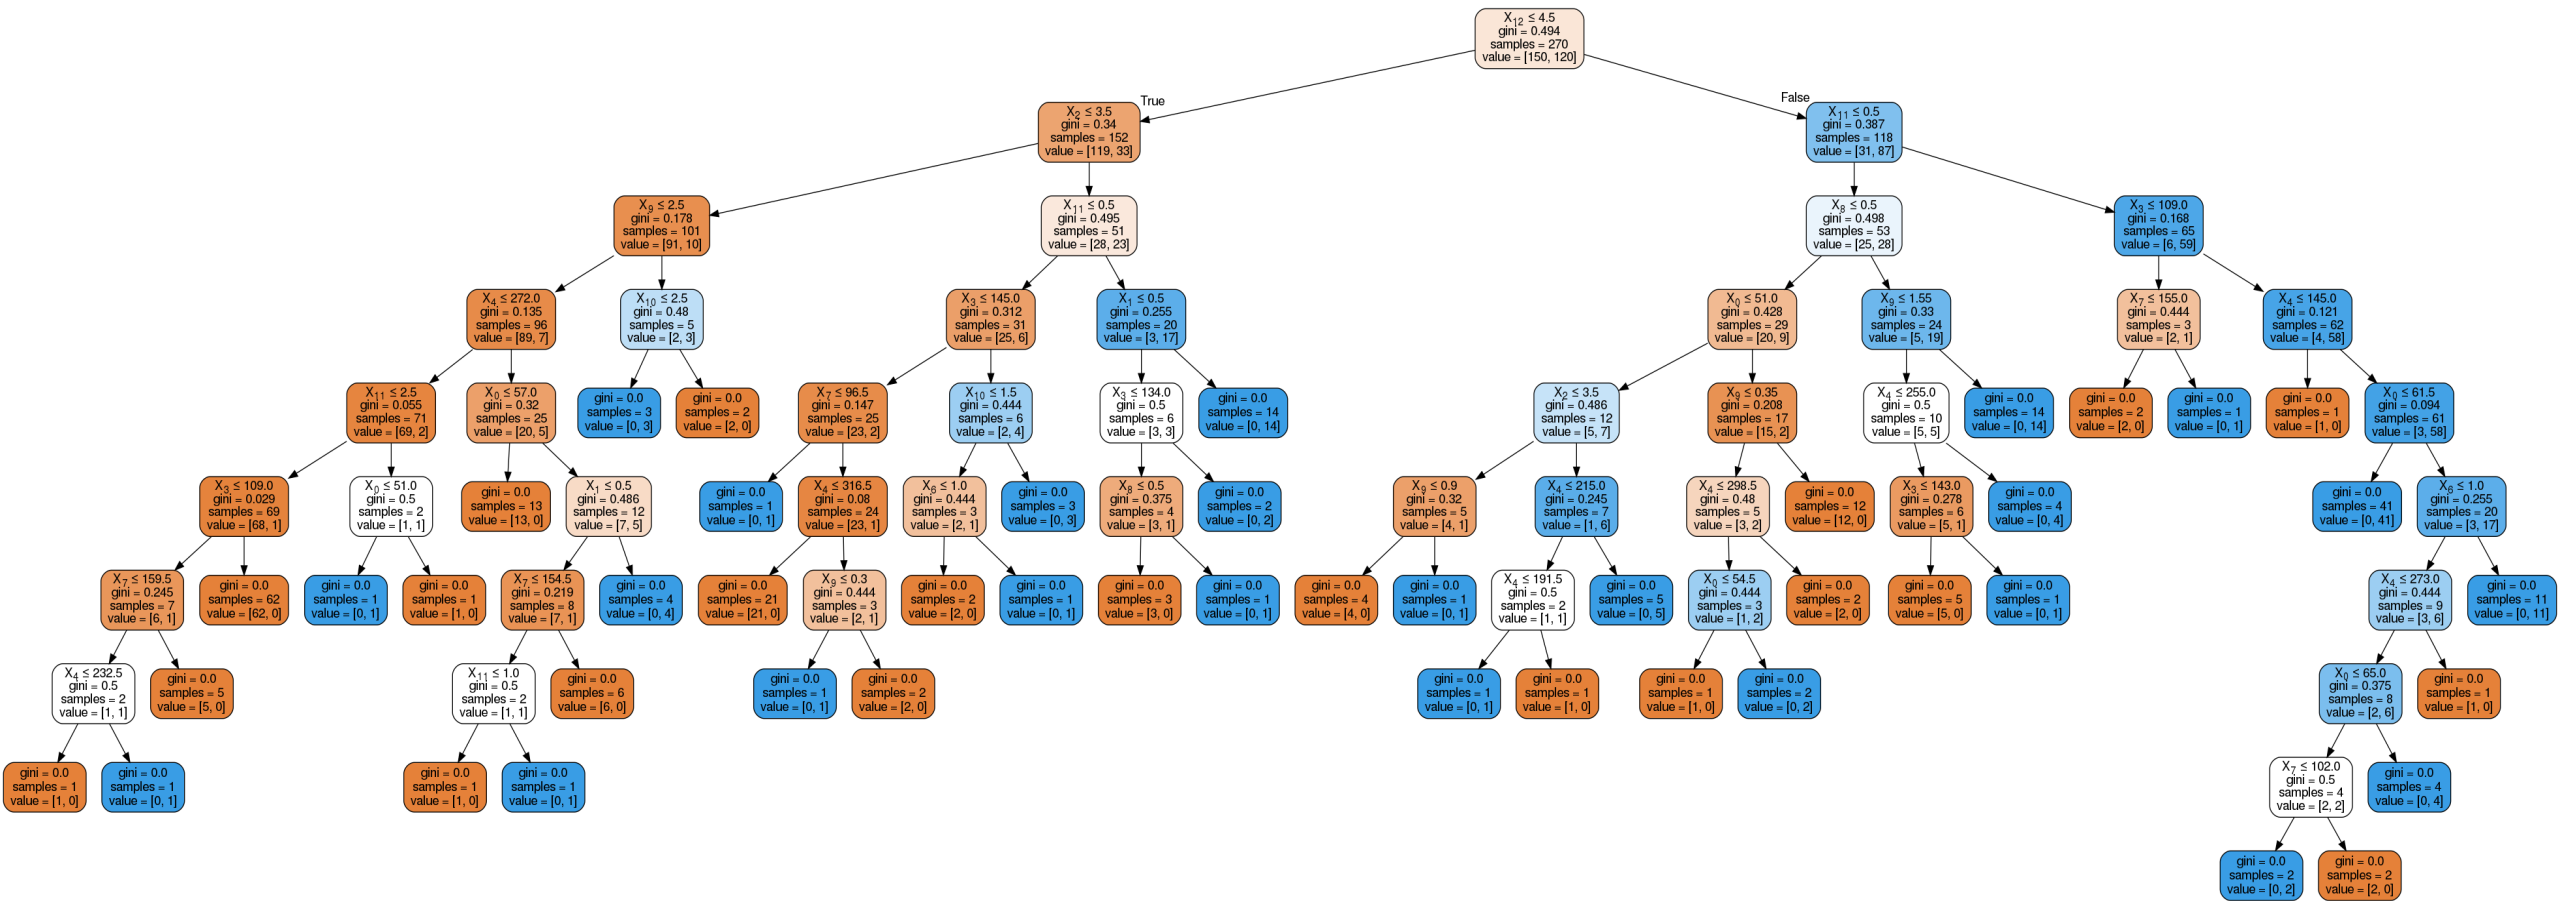 X12 ≤ 4.5
gini = 0.494
samples = 270
value = [150, 120]
True
False
X2 ≤ 3.5
gini = 0.34
samples = 152
value = [119, 33]
X11 ≤ 0.5
gini = 0.387
samples = 118
value = [31, 87]
X9 ≤ 2.5
gini = 0.178
samples = 101
value = [91, 10]
X11 ≤ 0.5
gini = 0.495
samples = 51
value = [28, 23]
X8 ≤ 0.5
gini = 0.498
samples = 53
value = [25, 28]
X3 ≤ 109.0
gini = 0.168
samples = 65
value = [6, 59]
X4 ≤ 272.0
gini = 0.135
samples = 96
value = [89, 7]
X10 ≤ 2.5
gini = 0.48
samples = 5
value = [2, 3]
X3 ≤ 145.0
gini = 0.312
samples = 31
value = [25, 6]
X1 ≤ 0.5
gini = 0.255
samples = 20
value = [3, 17]
X0 ≤ 51.0
gini = 0.428
samples = 29
value = [20, 9]
X9 ≤ 1.55
gini = 0.33
samples = 24
value = [5, 19]
X7 ≤ 155.0
gini = 0.444
samples = 3
value = [2, 1]
X4 ≤ 145.0
gini = 0.121
samples = 62
value = [4, 58]
X11 ≤ 2.5
gini = 0.055
samples = 71
value = [69, 2]
X0 ≤ 57.0
gini = 0.32
samples = 25
value = [20, 5]
gini = 0.0
samples = 3
value = [0, 3]
gini = 0.0
samples = 2
value = [2, 0]
X7 ≤ 96.5
gini = 0.147
samples = 25
value = [23, 2]
X10 ≤ 1.5
gini = 0.444
samples = 6
value = [2, 4]
X3 ≤ 134.0
gini = 0.5
samples = 6
value = [3, 3]
gini = 0.0
samples = 14
value = [0, 14]
X2 ≤ 3.5
gini = 0.486
samples = 12
value = [5, 7]
X9 ≤ 0.35
gini = 0.208
samples = 17
value = [15, 2]
X4 ≤ 255.0
gini = 0.5
samples = 10
value = [5, 5]
gini = 0.0
samples = 14
value = [0, 14]
gini = 0.0
samples = 2
value = [2, 0]
gini = 0.0
samples = 1
value = [0, 1]
gini = 0.0
samples = 1
value = [1, 0]
X0 ≤ 61.5
gini = 0.094
samples = 61
value = [3, 58]
X3 ≤ 109.0
gini = 0.029
samples = 69
value = [68, 1]
X0 ≤ 51.0
gini = 0.5
samples = 2
value = [1, 1]
gini = 0.0
samples = 13
value = [13, 0]
X1 ≤ 0.5
gini = 0.486
samples = 12
value = [7, 5]
gini = 0.0
samples = 1
value = [0, 1]
X4 ≤ 316.5
gini = 0.08
samples = 24
value = [23, 1]
X6 ≤ 1.0
gini = 0.444
samples = 3
value = [2, 1]
gini = 0.0
samples = 3
value = [0, 3]
X8 ≤ 0.5
gini = 0.375
samples = 4
value = [3, 1]
gini = 0.0
samples = 2
value = [0, 2]
X9 ≤ 0.9
gini = 0.32
samples = 5
value = [4, 1]
X4 ≤ 215.0
gini = 0.245
samples = 7
value = [1, 6]
X4 ≤ 298.5
gini = 0.48
samples = 5
value = [3, 2]
gini = 0.0
samples = 12
value = [12, 0]
X3 ≤ 143.0
gini = 0.278
samples = 6
value = [5, 1]
gini = 0.0
samples = 4
value = [0, 4]
gini = 0.0
samples = 41
value = [0, 41]
X6 ≤ 1.0
gini = 0.255
samples = 20
value = [3, 17]
X7 ≤ 159.5
gini = 0.245
samples = 7
value = [6, 1]
gini = 0.0
samples = 62
value = [62, 0]
gini = 0.0
samples = 1
value = [0, 1]
gini = 0.0
samples = 1
value = [1, 0]
X7 ≤ 154.5
gini = 0.219
samples = 8
value = [7, 1]
gini = 0.0
samples = 4
value = [0, 4]
gini = 0.0
samples = 21
value = [21, 0]
X9 ≤ 0.3
gini = 0.444
samples = 3
value = [2, 1]
gini = 0.0
samples = 2
value = [2, 0]
gini = 0.0
samples = 1
value = [0, 1]
gini = 0.0
samples = 3
value = [3, 0]
gini = 0.0
samples = 1
value = [0, 1]
gini = 0.0
samples = 4
value = [4, 0]
gini = 0.0
samples = 1
value = [0, 1]
X4 ≤ 191.5
gini = 0.5
samples = 2
value = [1, 1]
gini = 0.0
samples = 5
value = [0, 5]
X0 ≤ 54.5
gini = 0.444
samples = 3
value = [1, 2]
gini = 0.0
samples = 2
value = [2, 0]
gini = 0.0
samples = 5
value = [5, 0]
gini = 0.0
samples = 1
value = [0, 1]
X4 ≤ 273.0
gini = 0.444
samples = 9
value = [3, 6]
gini = 0.0
samples = 11
value = [0, 11]
X4 ≤ 232.5
gini = 0.5
samples = 2
value = [1, 1]
gini = 0.0
samples = 5
value = [5, 0]
X11 ≤ 1.0
gini = 0.5
samples = 2
value = [1, 1]
gini = 0.0
samples = 6
value = [6, 0]
gini = 0.0
samples = 1
value = [0, 1]
gini = 0.0
samples = 2
value = [2, 0]
gini = 0.0
samples = 1
value = [0, 1]
gini = 0.0
samples = 1
value = [1, 0]
gini = 0.0
samples = 1
value = [1, 0]
gini = 0.0
samples = 2
value = [0, 2]
X0 ≤ 65.0
gini = 0.375
samples = 8
value = [2, 6]
gini = 0.0
samples = 1
value = [1, 0]
gini = 0.0
samples = 1
value = [1, 0]
gini = 0.0
samples = 1
value = [0, 1]
gini = 0.0
samples = 1
value = [1, 0]
gini = 0.0
samples = 1
value = [0, 1]
X7 ≤ 102.0
gini = 0.5
samples = 4
value = [2, 2]
gini = 0.0
samples = 4
value = [0, 4]
gini = 0.0
samples = 2
value = [0, 2]
gini = 0.0
samples = 2
value = [2, 0]